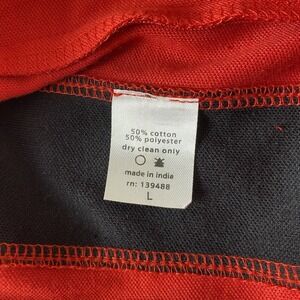 50% cotton
50% polyester
dry clean only
made in india
rn: 139488
L